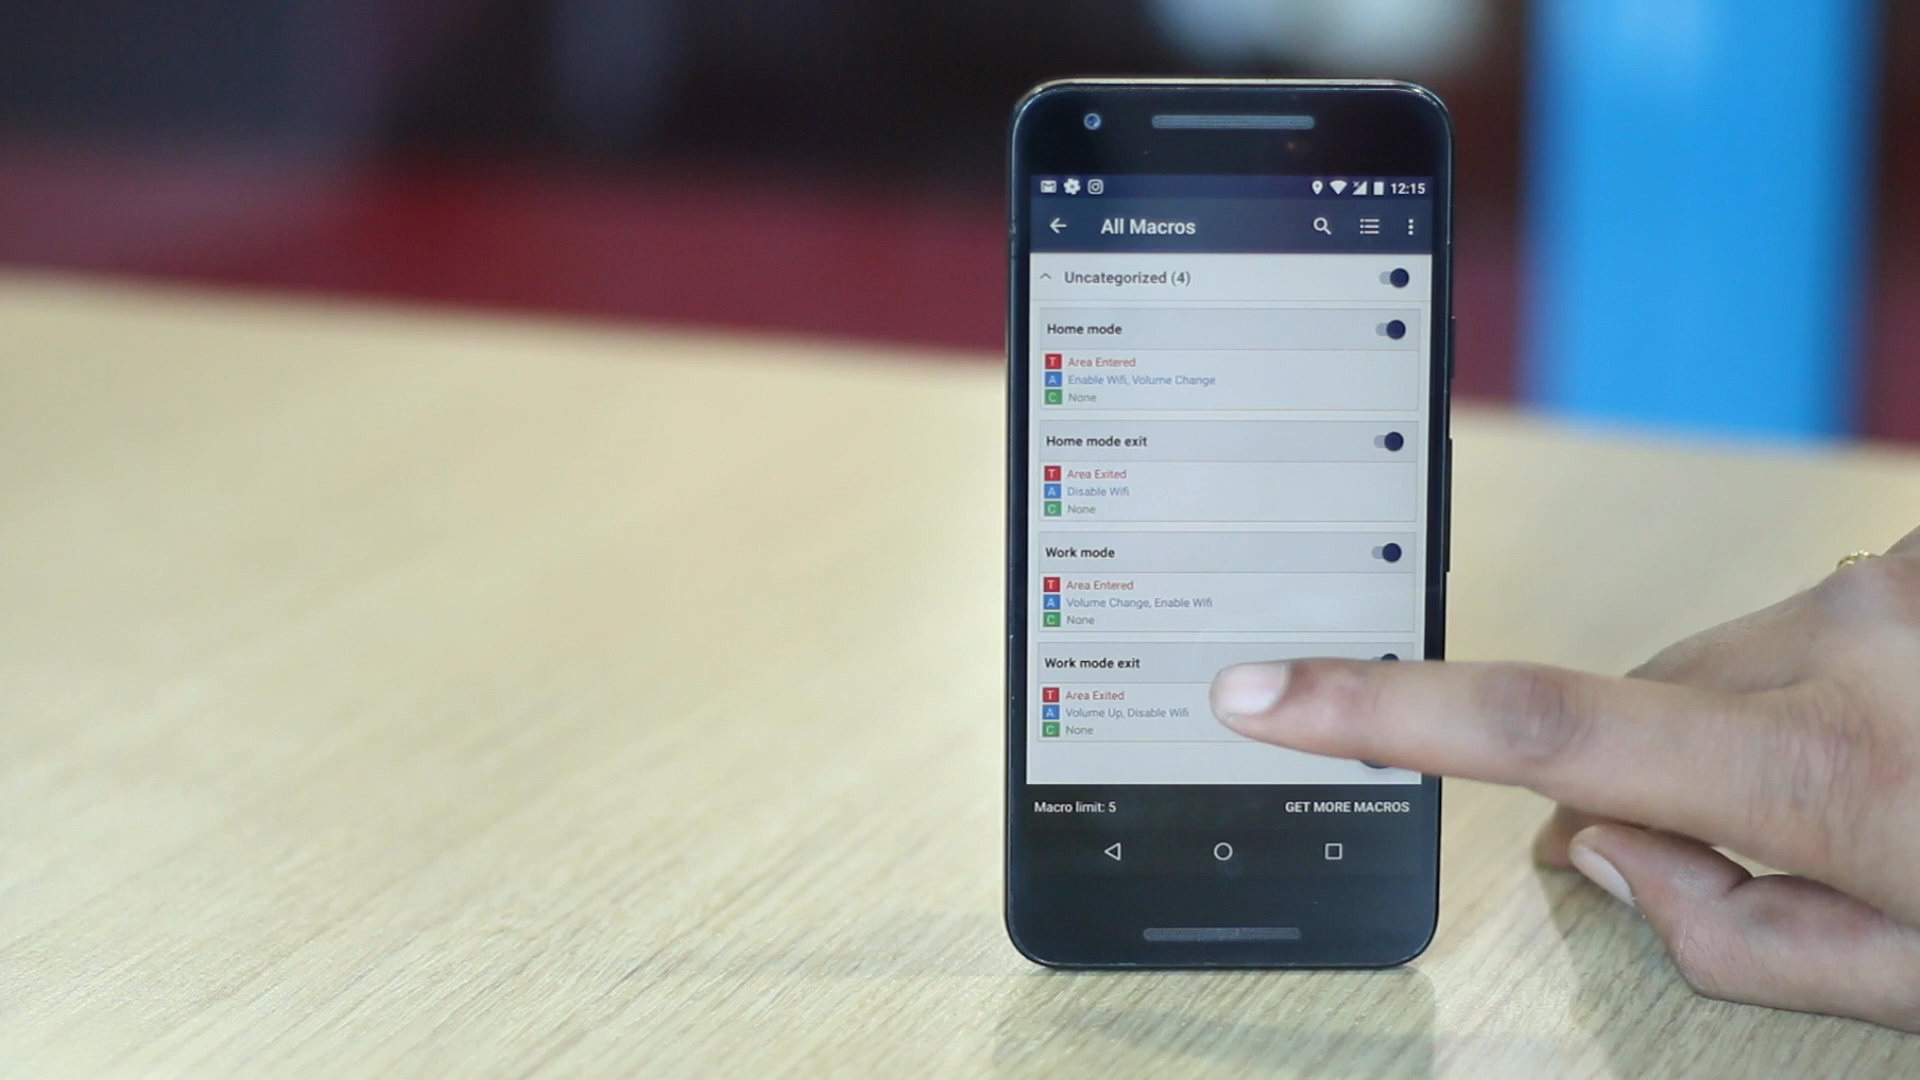 12:15
All Macros
Uncategorized (4)
Home mode
T Area Entered
A Enable Wifi, Volume Change
C None
Home mode exit
T Area Exited
A Disable Wifi
C None
Work mode
T Area Entered
A Volume Change, Enable Wifi
C None
Work mode exit
T Area Exited
A Volume Up, Disable Wifi
C None
Macro limit: 5 GET MORE MACROS